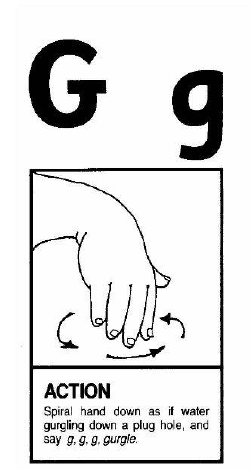 G g
ACTION
Spiral hand down as if water
gurgling down a plug hole, and
say g, g, g, gurgle.